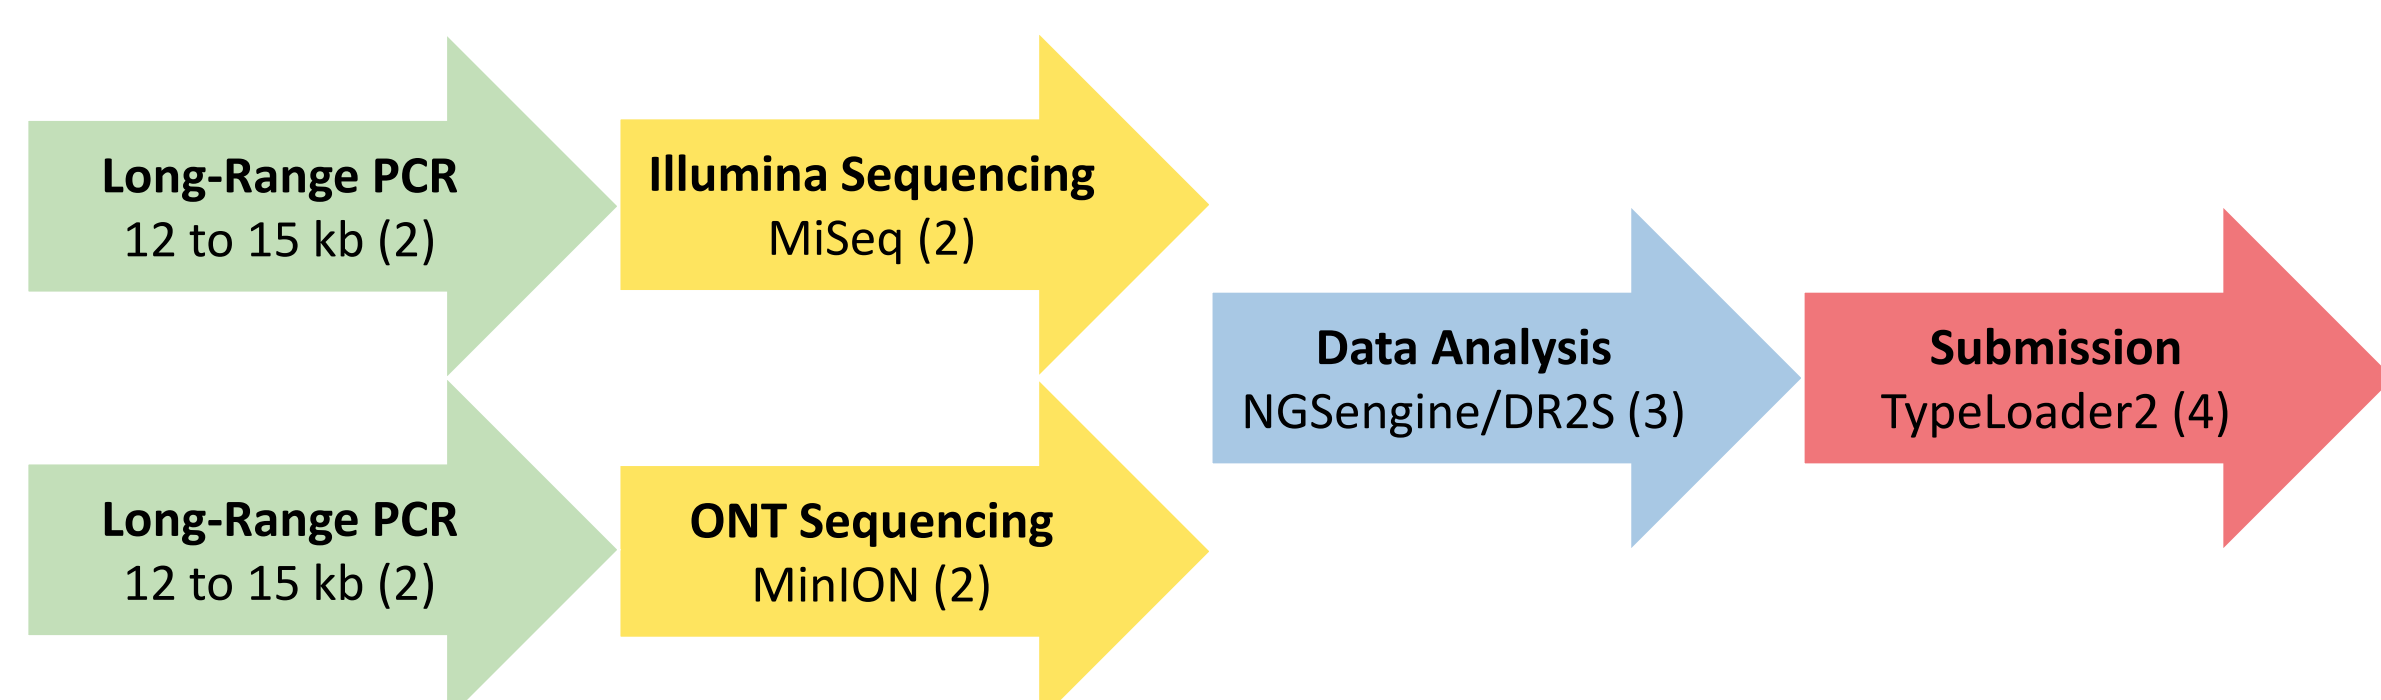 Long-Range PCR
12 to 15 kb (2)
Illumina Sequencing
MiSeq (2)
Long-Range PCR
12 to 15 kb (2)
ONT Sequencing
MinION (2)
Data Analysis
NGSengine/DR2S (3)
Submission
TypeLoader2 (4)